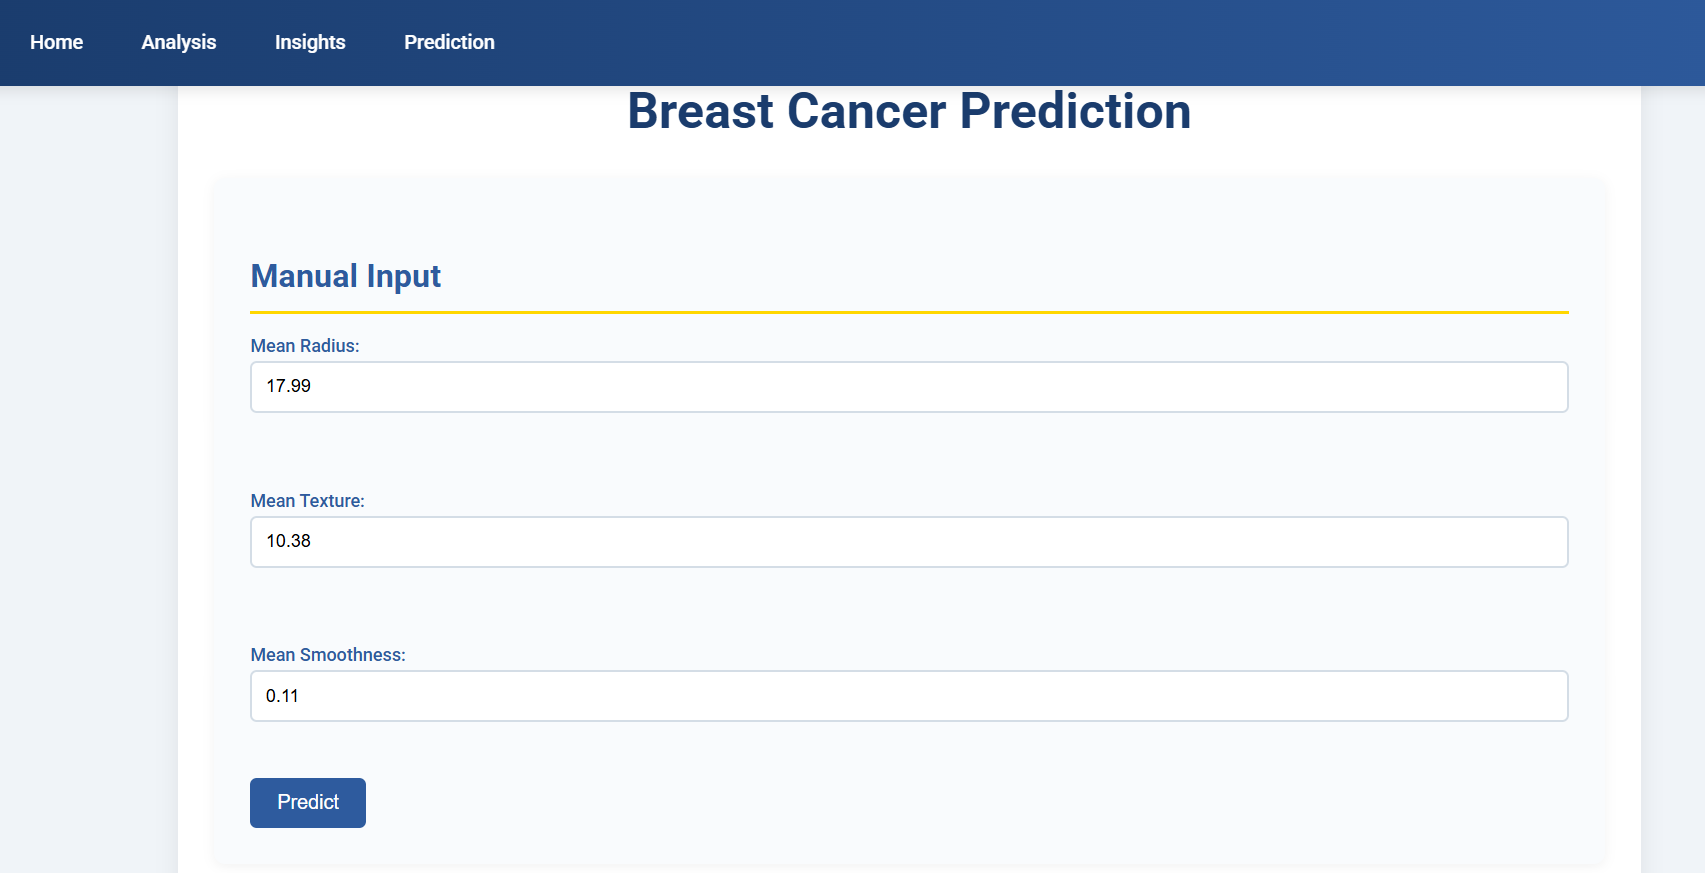 Home Analysis Insights Prediction
Breast Cancer Prediction
Manual Input
Mean Radius:
17.99
Mean Texture:
10.38
Mean Smoothness:
0.11
Predict